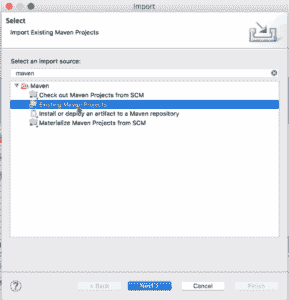 Import
Select
Import Existing Maven Projects
Select an import source:
maven
Maven
Check out Maven Projects from SCM
Existing Maven Projects
Install or deploy an artifact to a Maven repository
Materialize Maven Projects from SCM
?
< Back
Next >
Cancel
Finish